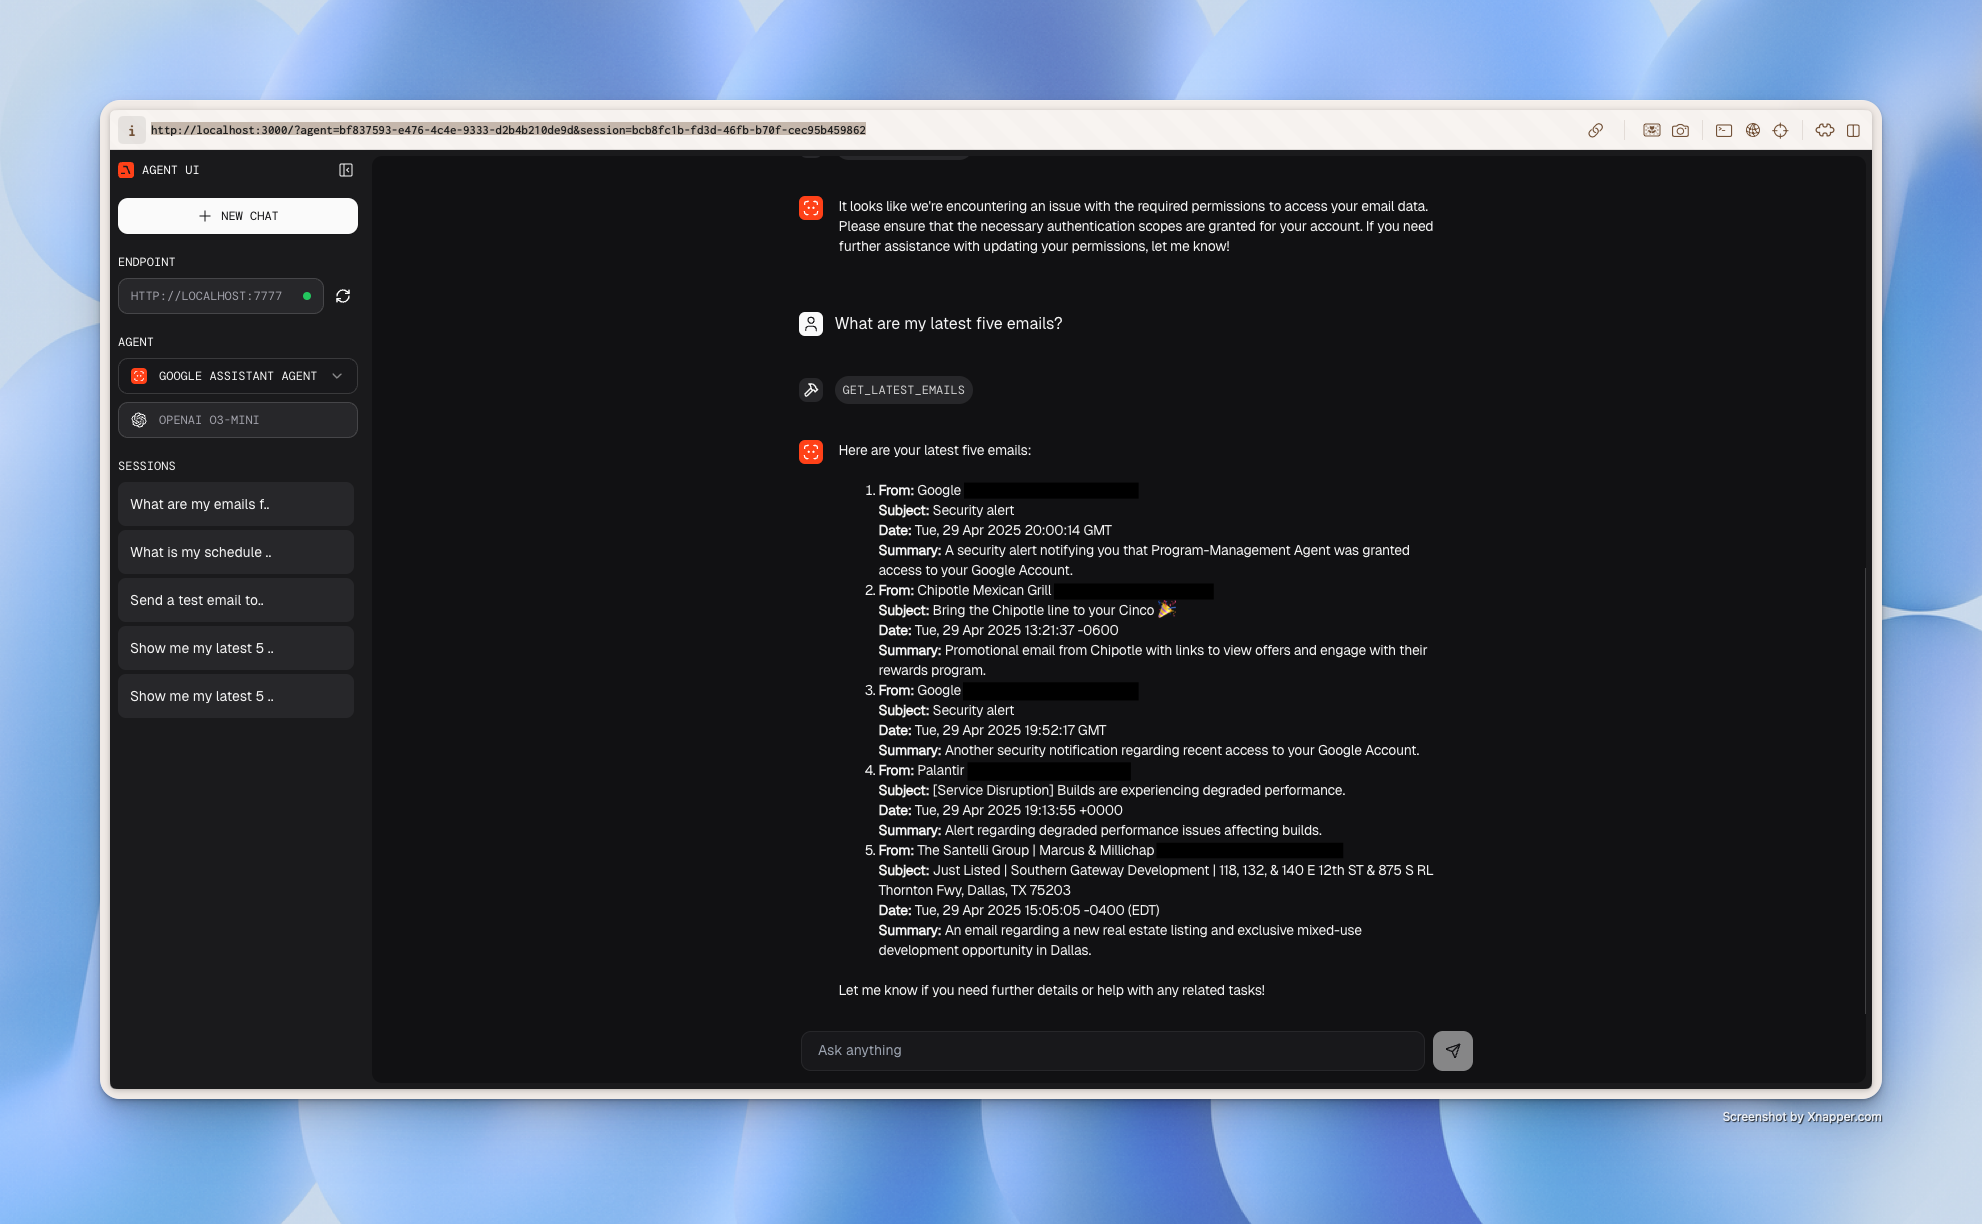 http://localhost:3000/?agent=bf837593-e476-4c4e-9333-d2b4b210de9d&session=bcb8fc1b-fd3d-46fb-b70f-cec95b459862
AGENT UI
NEW CHAT
ENDPOINT
HTTP://LOCALHOST:7777
AGENT
GOOGLE ASSISTANT AGENT
OPENAI O3-MINI
SESSIONS
What are my emails f..
What is my schedule ..
Send a test email to..
Show me my latest 5 ..
Show me my latest 5 ..
It looks like we're encountering an issue with the required permissions to access your email data.
Please ensure that the necessary authentication scopes are granted for your account. If you need
further assistance with updating your permissions, let me know!
What are my latest five emails?
GET_LATEST_EMAILS
Here are your latest five emails:
1. From: Google
Subject: Security alert
Date: Tue, 29 Apr 2025 20:00:14 GMT
Summary: A security alert notifying you that Program-Management Agent was granted
access to your Google Account.
2. From: Chipotle Mexican Grill
Subject: Bring the Chipotle line to your Cinco 🎉
Date: Tue, 29 Apr 2025 13:21:37 -0600
Summary: Promotional email from Chipotle with links to view offers and engage with their
rewards program.
3. From: Google
Subject: Security alert
Date: Tue, 29 Apr 2025 19:52:17 GMT
Summary: Another security notification regarding recent access to your Google Account.
4. From: Palantir
Subject: [Service Disruption] Builds are experiencing degraded performance.
Date: Tue, 29 Apr 2025 19:13:55 +0000
Summary: Alert regarding degraded performance issues affecting builds.
5. From: The Santelli Group | Marcus & Millichap
Subject: Just Listed | Southern Gateway Development | 118, 132, & 140 E 12th ST & 875 S RL
Thornton Fwy, Dallas, TX 75203
Date: Tue, 29 Apr 2025 15:05:05 -0400 (EDT)
Summary: An email regarding a new real estate listing and exclusive mixed-use
development opportunity in Dallas.
Let me know if you need further details or help with any related tasks!
Ask anything
Screenshot by Xnapper.com